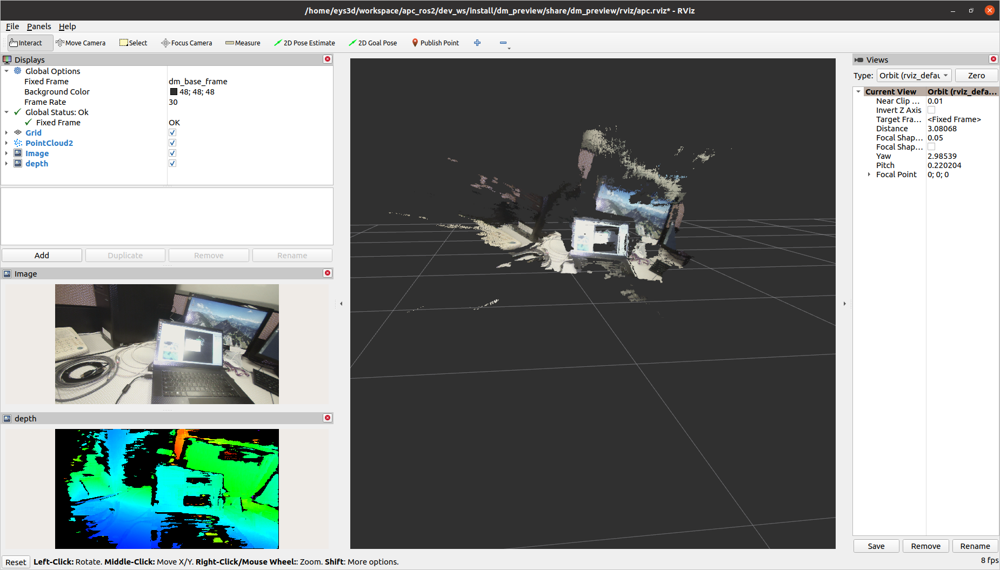 /home/eys3d/workspace/apc_ros2/dev_ws/install/dm_preview/share/dm_preview/rviz/apc.rviz* - RViz
File Panels Help
Interact Move Camera Select Focus Camera Measure 2D Pose Estimate 2D Goal Pose Publish Point
Displays
Global Options
Fixed Frame dm_base_frame
Background Color 48; 48; 48
Frame Rate 30
Global Status: Ok
Fixed Frame OK
Grid
PointCloud2
Image
depth
Add Duplicate Remove Rename
Image
depth
Views
Type: Orbit (rviz_defau Zero
Current View Orbit (rviz_defa...
Near Clip ... 0.01
Invert Z Axis
Target Fra... <Fixed Frame>
Distance 3.08068
Focal Shap... 0.05
Focal Shap...
Yaw 2.98539
Pitch 0.220204
Focal Point 0; 0; 0
Save Remove Rename
Reset Left-Click: Rotate. Middle-Click: Move X/Y. Right-Click/Mouse Wheel:: Zoom. Shift: More options. 8 fps